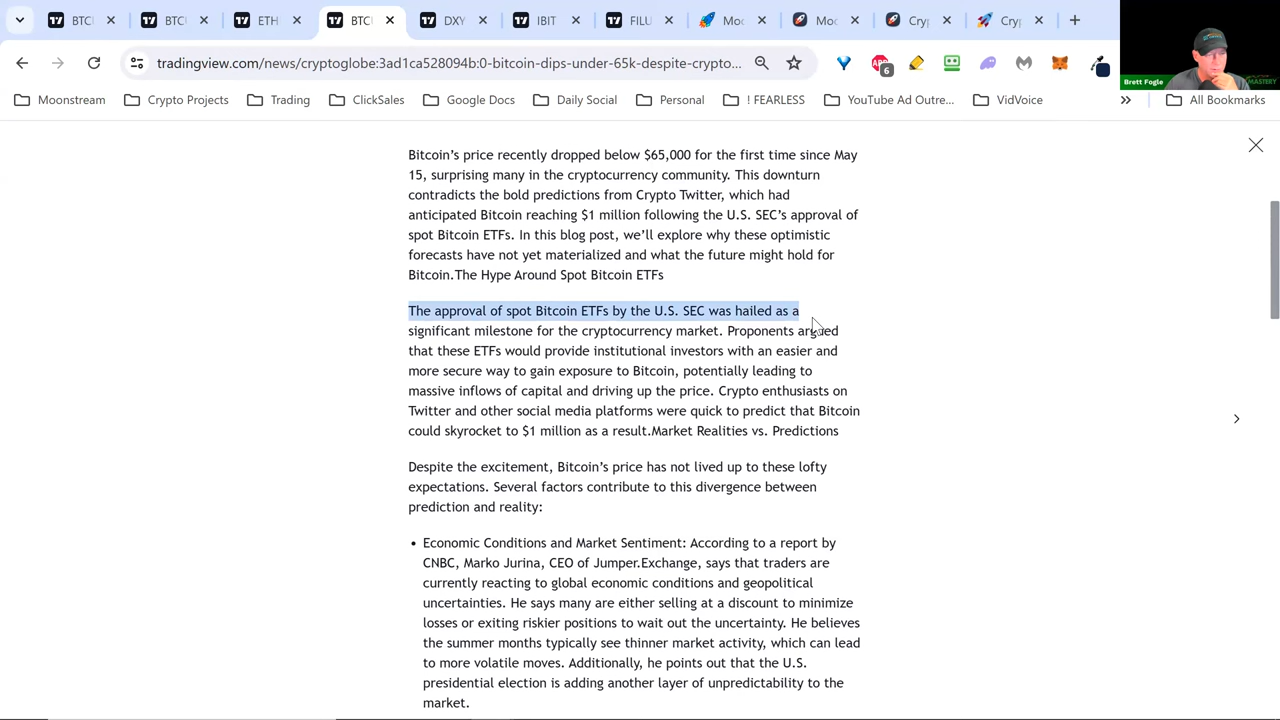 BTC
BTC
ETH
BTC
DXY
IBIT
FILU
Moo
Moc
Cryp
Cryp
tradingview.com/news/cryptoglobe:3ad1ca528094b:0-bitcoin-dips-under-65k-despite-crypto...
6
Moonstream
Crypto Projects
Trading
ClickSales
Google Docs
Daily Social
Personal
! FEARLESS
YouTube Ad Outre...
VidVoice
All Bookmarks
Brett Fogle
MASTERY
Bitcoin’s price recently dropped below $65,000 for the first time since May
15, surprising many in the cryptocurrency community. This downturn
contradicts the bold predictions from Crypto Twitter, which had
anticipated Bitcoin reaching $1 million following the U.S. SEC’s approval of
spot Bitcoin ETFs. In this blog post, we’ll explore why these optimistic
forecasts have not yet materialized and what the future might hold for
Bitcoin.The Hype Around Spot Bitcoin ETFs
The approval of spot Bitcoin ETFs by the U.S. SEC was hailed as a
significant milestone for the cryptocurrency market. Proponents argued
that these ETFs would provide institutional investors with an easier and
more secure way to gain exposure to Bitcoin, potentially leading to
massive inflows of capital and driving up the price. Crypto enthusiasts on
Twitter and other social media platforms were quick to predict that Bitcoin
could skyrocket to $1 million as a result.Market Realities vs. Predictions
Despite the excitement, Bitcoin’s price has not lived up to these lofty
expectations. Several factors contribute to this divergence between
prediction and reality:
• Economic Conditions and Market Sentiment: According to a report by
CNBC, Marko Jurina, CEO of Jumper.Exchange, says that traders are
currently reacting to global economic conditions and geopolitical
uncertainties. He says many are either selling at a discount to minimize
losses or exiting riskier positions to wait out the uncertainty. He believes
the summer months typically see thinner market activity, which can lead
to more volatile moves. Additionally, he points out that the U.S.
presidential election is adding another layer of unpredictability to the
market.